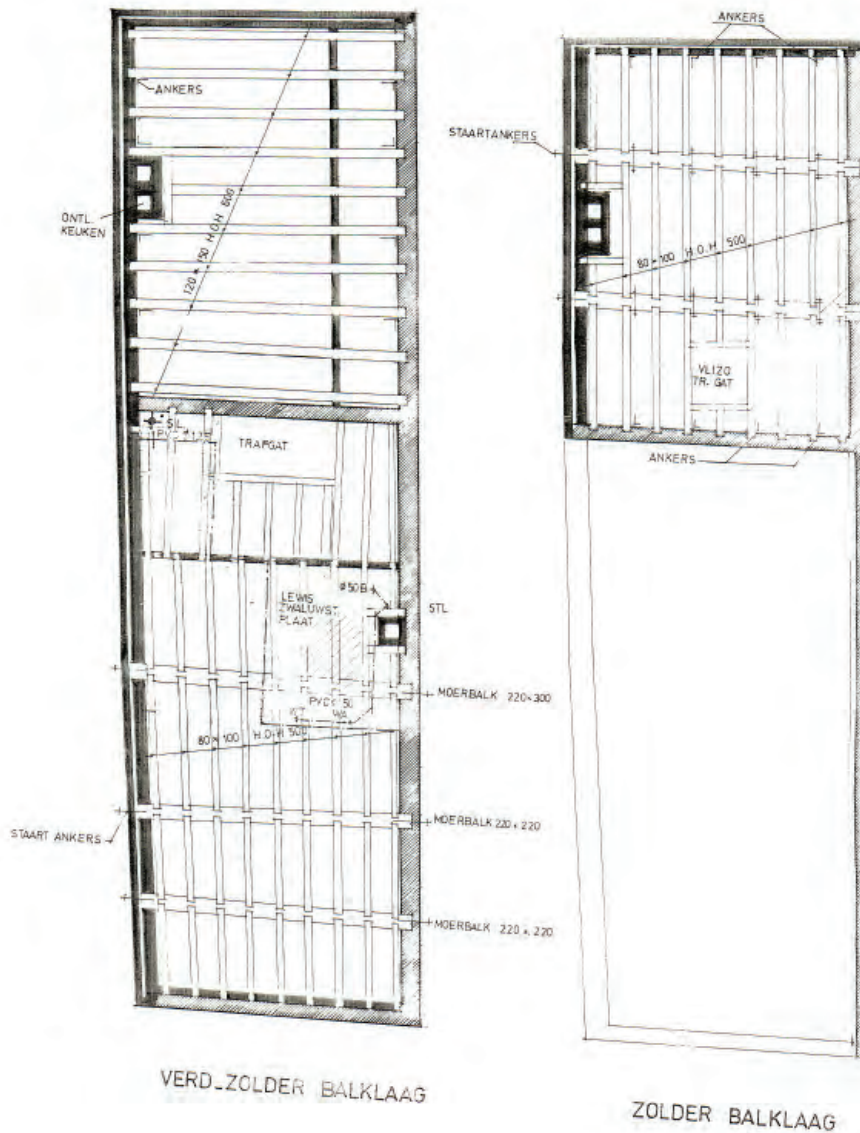 ANKERS
ONTL.
KEUKEN
120 × 150 H.O.H 600
STL
TRAPGAT
LEWIS
ZWALUWST
PLAAT
STL
MOERBALK 220×300
80 × 100 H.O.H 500
STAART ANKERS
MOERBALK 220 × 220
MOERBALK 220 × 220
VERD_ZOLDER BALKLAAG
ANKERS
STAARTANKERS
80 × 100 H.O.H 500
VLIZO
TR. GAT
ANKERS
ZOLDER BALKLAAG